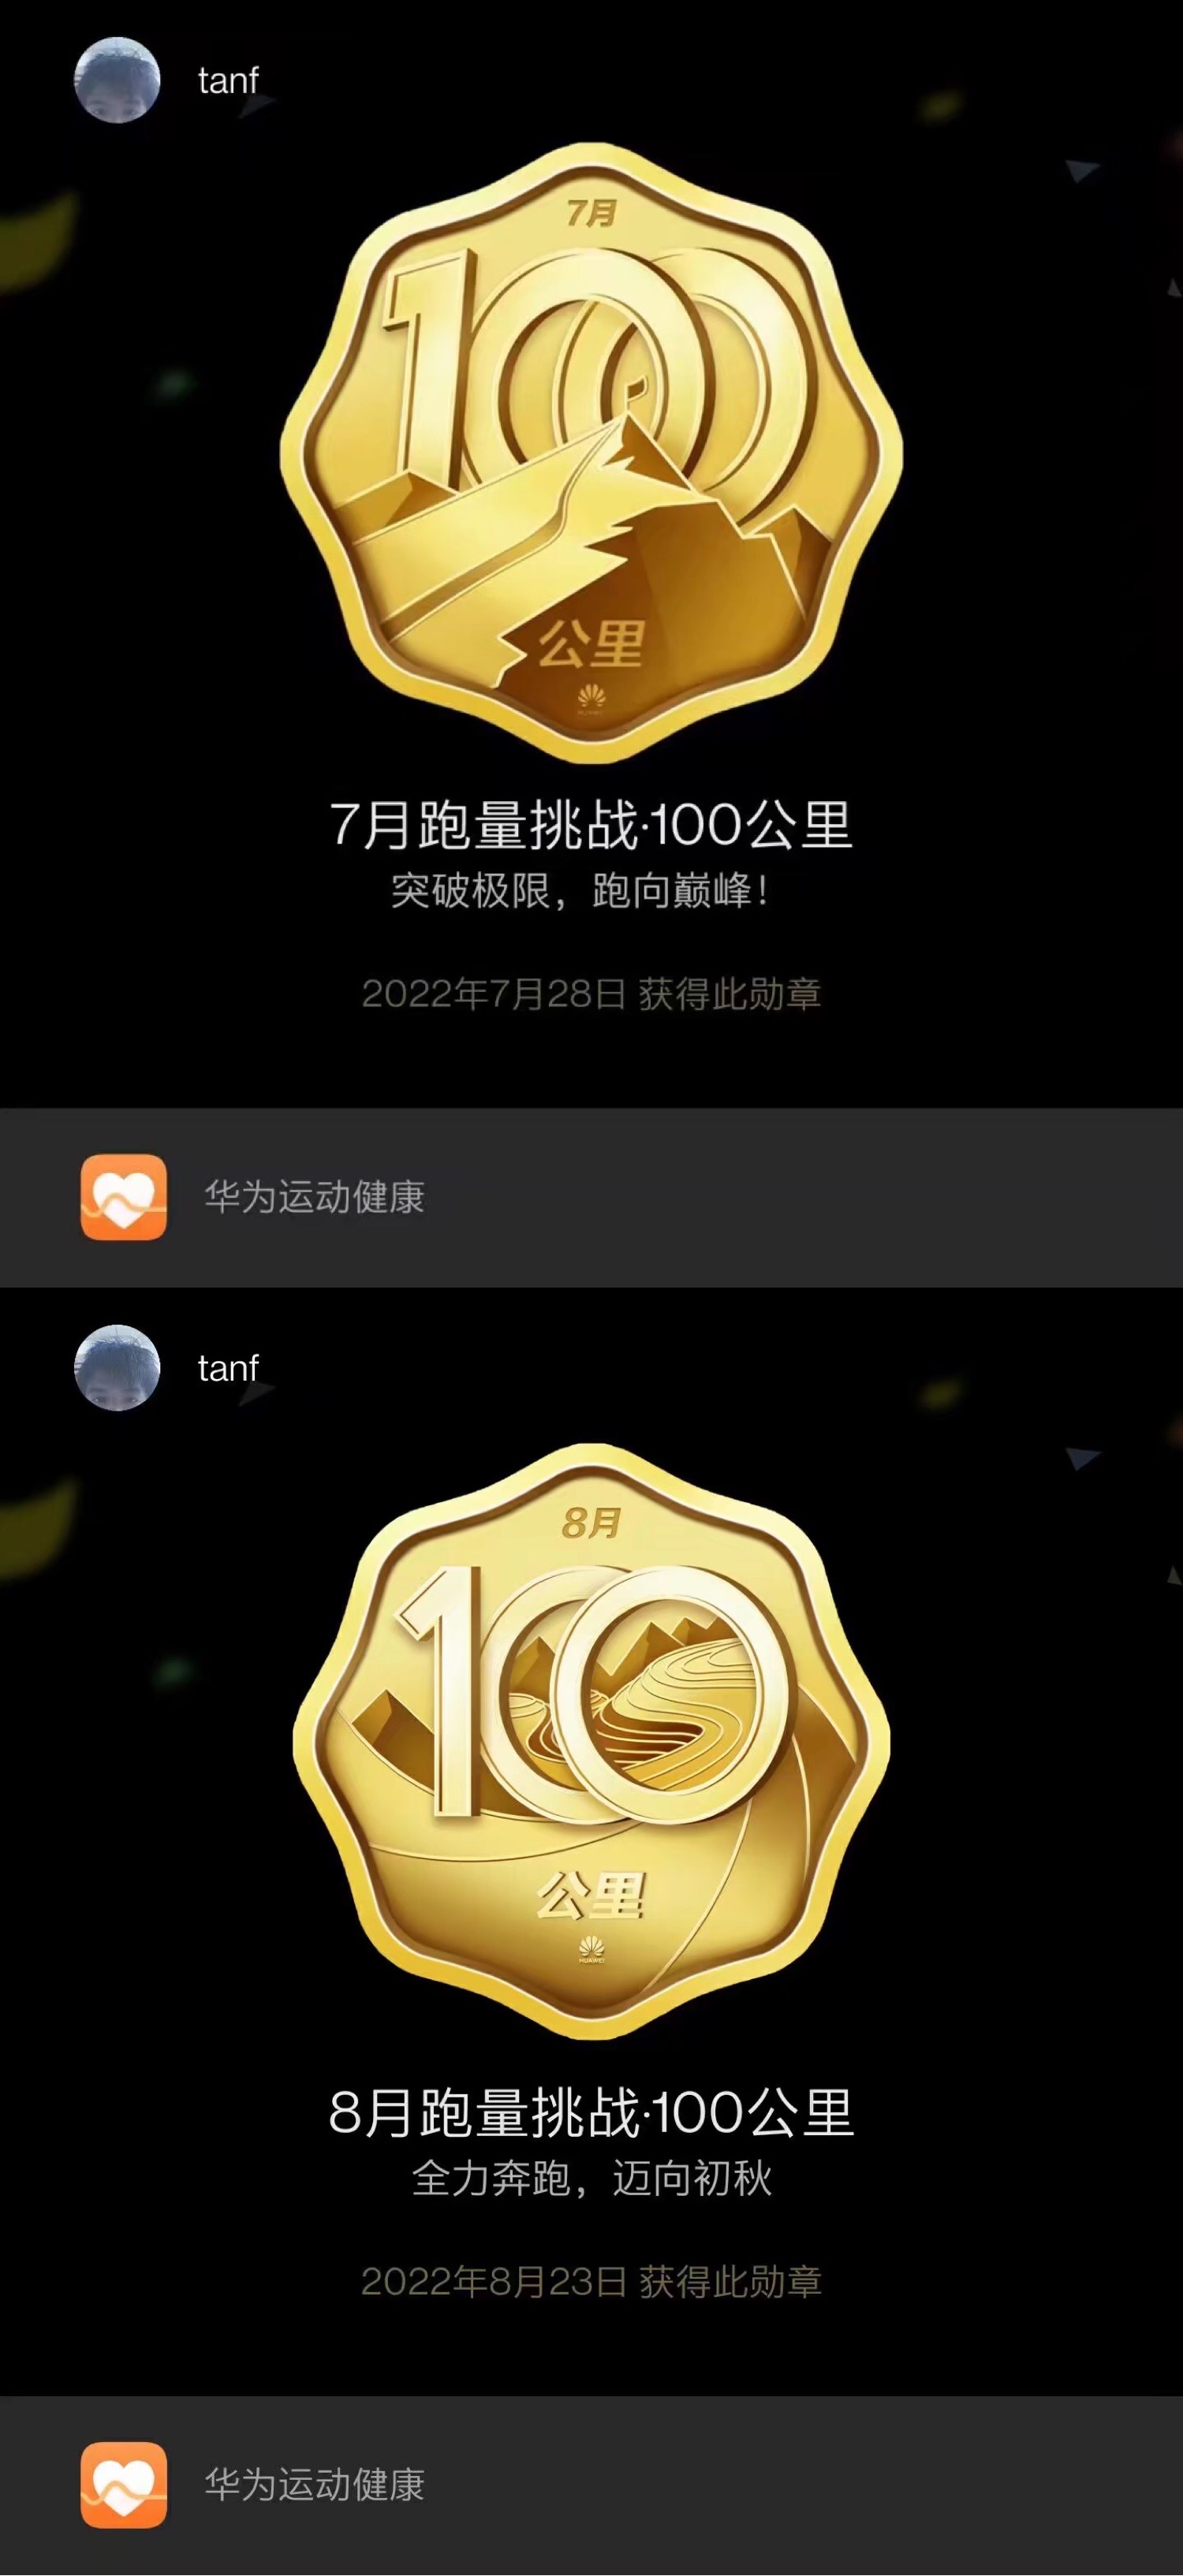 tanf
7月
100
公里
7月跑量挑战·100公里
突破极限，跑向巅峰！
2022年7月28日 获得此勋章
华为运动健康
tanf
8月
100
公里
HUAWEI
8月跑量挑战·100公里
全力奔跑，迈向初秋
2022年8月23日 获得此勋章
华为运动健康